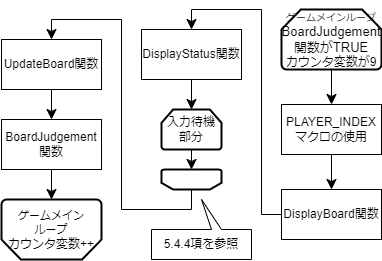 ゲームメインループ
BoardJudgement
関数がTRUE
カウンタ変数が9
PLAYER_INDEX
マクロの使用
DisplayBoard関数
DisplayStatus関数
入力待機
部分
5.4.4項を参照
UpdateBoard関数
BoardJudgement
関数
ゲームメイン
ループ
カウンタ変数++